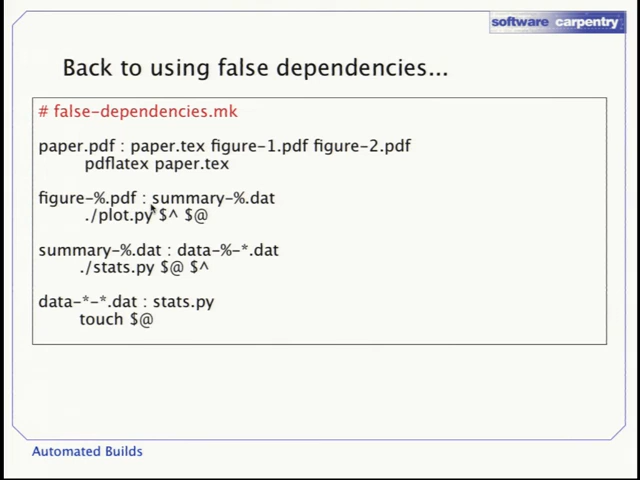 software carpentry
Back to using false dependencies...
# false-dependencies.mk
paper.pdf : paper.tex figure-1.pdf figure-2.pdf
pdflatex paper.tex
figure-%.pdf : summary-%.dat
./plot.py $^ $@
summary-%.dat : data-%-*.dat
./stats.py $@ $^
data-*-*.dat : stats.py
touch $@
Automated Builds